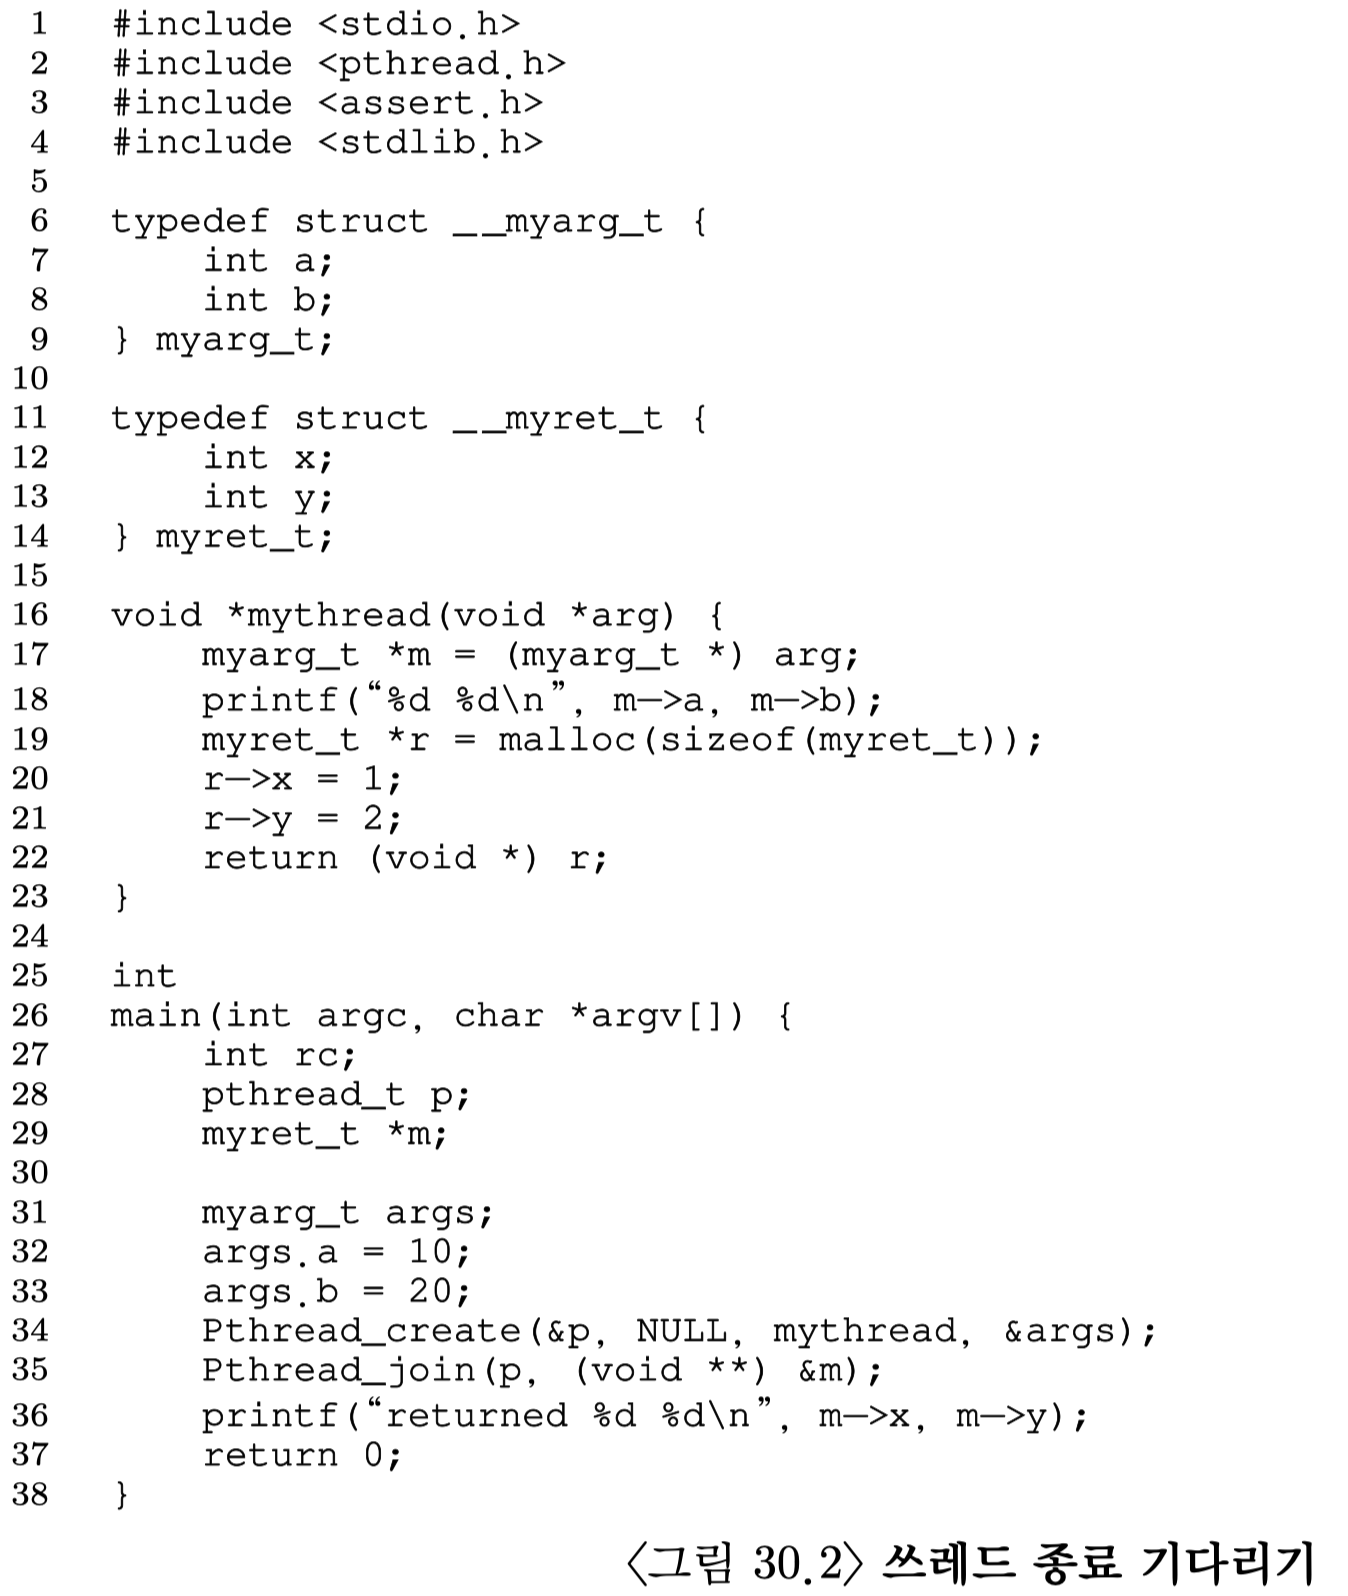 1 #include <stdio.h>
2 #include <pthread.h>
3 #include <assert.h>
4 #include <stdlib.h>
5
6 typedef struct __myarg_t {
7     int a;
8     int b;
9 } myarg_t;
10
11 typedef struct __myret_t {
12     int x;
13     int y;
14 } myret_t;
15
16 void *mythread(void *arg) {
17     myarg_t *m = (myarg_t *) arg;
18     printf(“%d %d\n”, m—>a, m—>b);
19     myret_t *r = malloc(sizeof(myret_t));
20     r—>x = 1;
21     r—>y = 2;
22     return (void *) r;
23 }
24
25 int
26 main(int argc, char *argv[]) {
27     int rc;
28     pthread_t p;
29     myret_t *m;
30
31     myarg_t args;
32     args.a = 10;
33     args.b = 20;
34     Pthread_create(&p, NULL, mythread, &args);
35     Pthread_join(p, (void **) &m);
36     printf(“returned %d %d\n”, m—>x, m—>y);
37     return 0;
38 }
〈그림 30.2〉 쓰레드 종료 기다리기